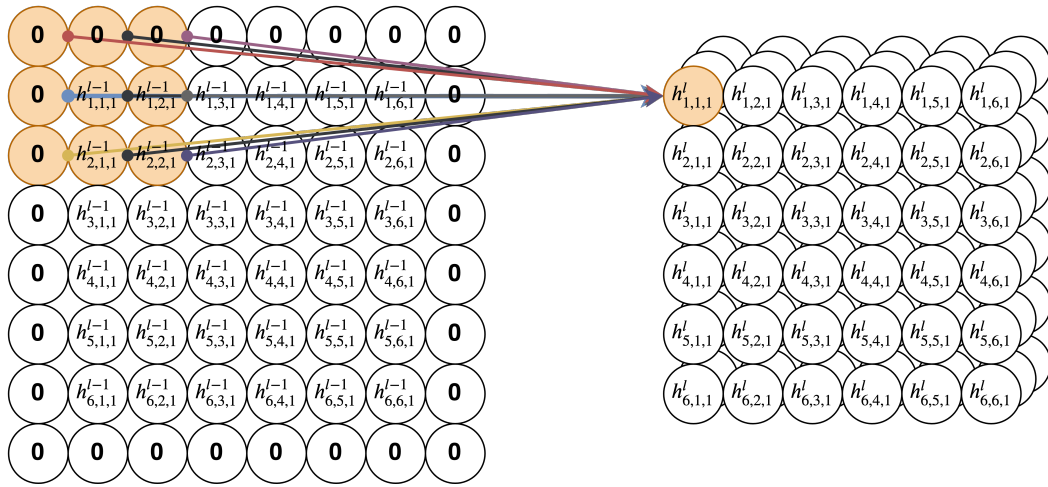 0 0 0 0 0 0 0 0
0 h^{l-1}_{1,1,1} h^{l-1}_{1,2,1} h^{l-1}_{1,3,1} h^{l-1}_{1,4,1} h^{l-1}_{1,5,1} h^{l-1}_{1,6,1} 0 h^{l}_{1,1,1} h^{l}_{1,2,1} h^{l}_{1,3,1} h^{l}_{1,4,1} h^{l}_{1,5,1} h^{l}_{1,6,1}
0 h^{l-1}_{2,1,1} h^{l-1}_{2,2,1} h^{l-1}_{2,3,1} h^{l-1}_{2,4,1} h^{l-1}_{2,5,1} h^{l-1}_{2,6,1} 0 h^{l}_{2,1,1} h^{l}_{2,2,1} h^{l}_{2,3,1} h^{l}_{2,4,1} h^{l}_{2,5,1} h^{l}_{2,6,1}
0 h^{l-1}_{3,1,1} h^{l-1}_{3,2,1} h^{l-1}_{3,3,1} h^{l-1}_{3,4,1} h^{l-1}_{3,5,1} h^{l-1}_{3,6,1} 0 h^{l}_{3,1,1} h^{l}_{3,2,1} h^{l}_{3,3,1} h^{l}_{3,4,1} h^{l}_{3,5,1} h^{l}_{3,6,1}
0 h^{l-1}_{4,1,1} h^{l-1}_{4,2,1} h^{l-1}_{4,3,1} h^{l-1}_{4,4,1} h^{l-1}_{4,5,1} h^{l-1}_{4,6,1} 0 h^{l}_{4,1,1} h^{l}_{4,2,1} h^{l}_{4,3,1} h^{l}_{4,4,1} h^{l}_{4,5,1} h^{l}_{4,6,1}
0 h^{l-1}_{5,1,1} h^{l-1}_{5,2,1} h^{l-1}_{5,3,1} h^{l-1}_{5,4,1} h^{l-1}_{5,5,1} h^{l-1}_{5,6,1} 0 h^{l}_{5,1,1} h^{l}_{5,2,1} h^{l}_{5,3,1} h^{l}_{5,4,1} h^{l}_{5,5,1} h^{l}_{5,6,1}
0 h^{l-1}_{6,1,1} h^{l-1}_{6,2,1} h^{l-1}_{6,3,1} h^{l-1}_{6,4,1} h^{l-1}_{6,5,1} h^{l-1}_{6,6,1} 0 h^{l}_{6,1,1} h^{l}_{6,2,1} h^{l}_{6,3,1} h^{l}_{6,4,1} h^{l}_{6,5,1} h^{l}_{6,6,1}
0 0 0 0 0 0 0 0